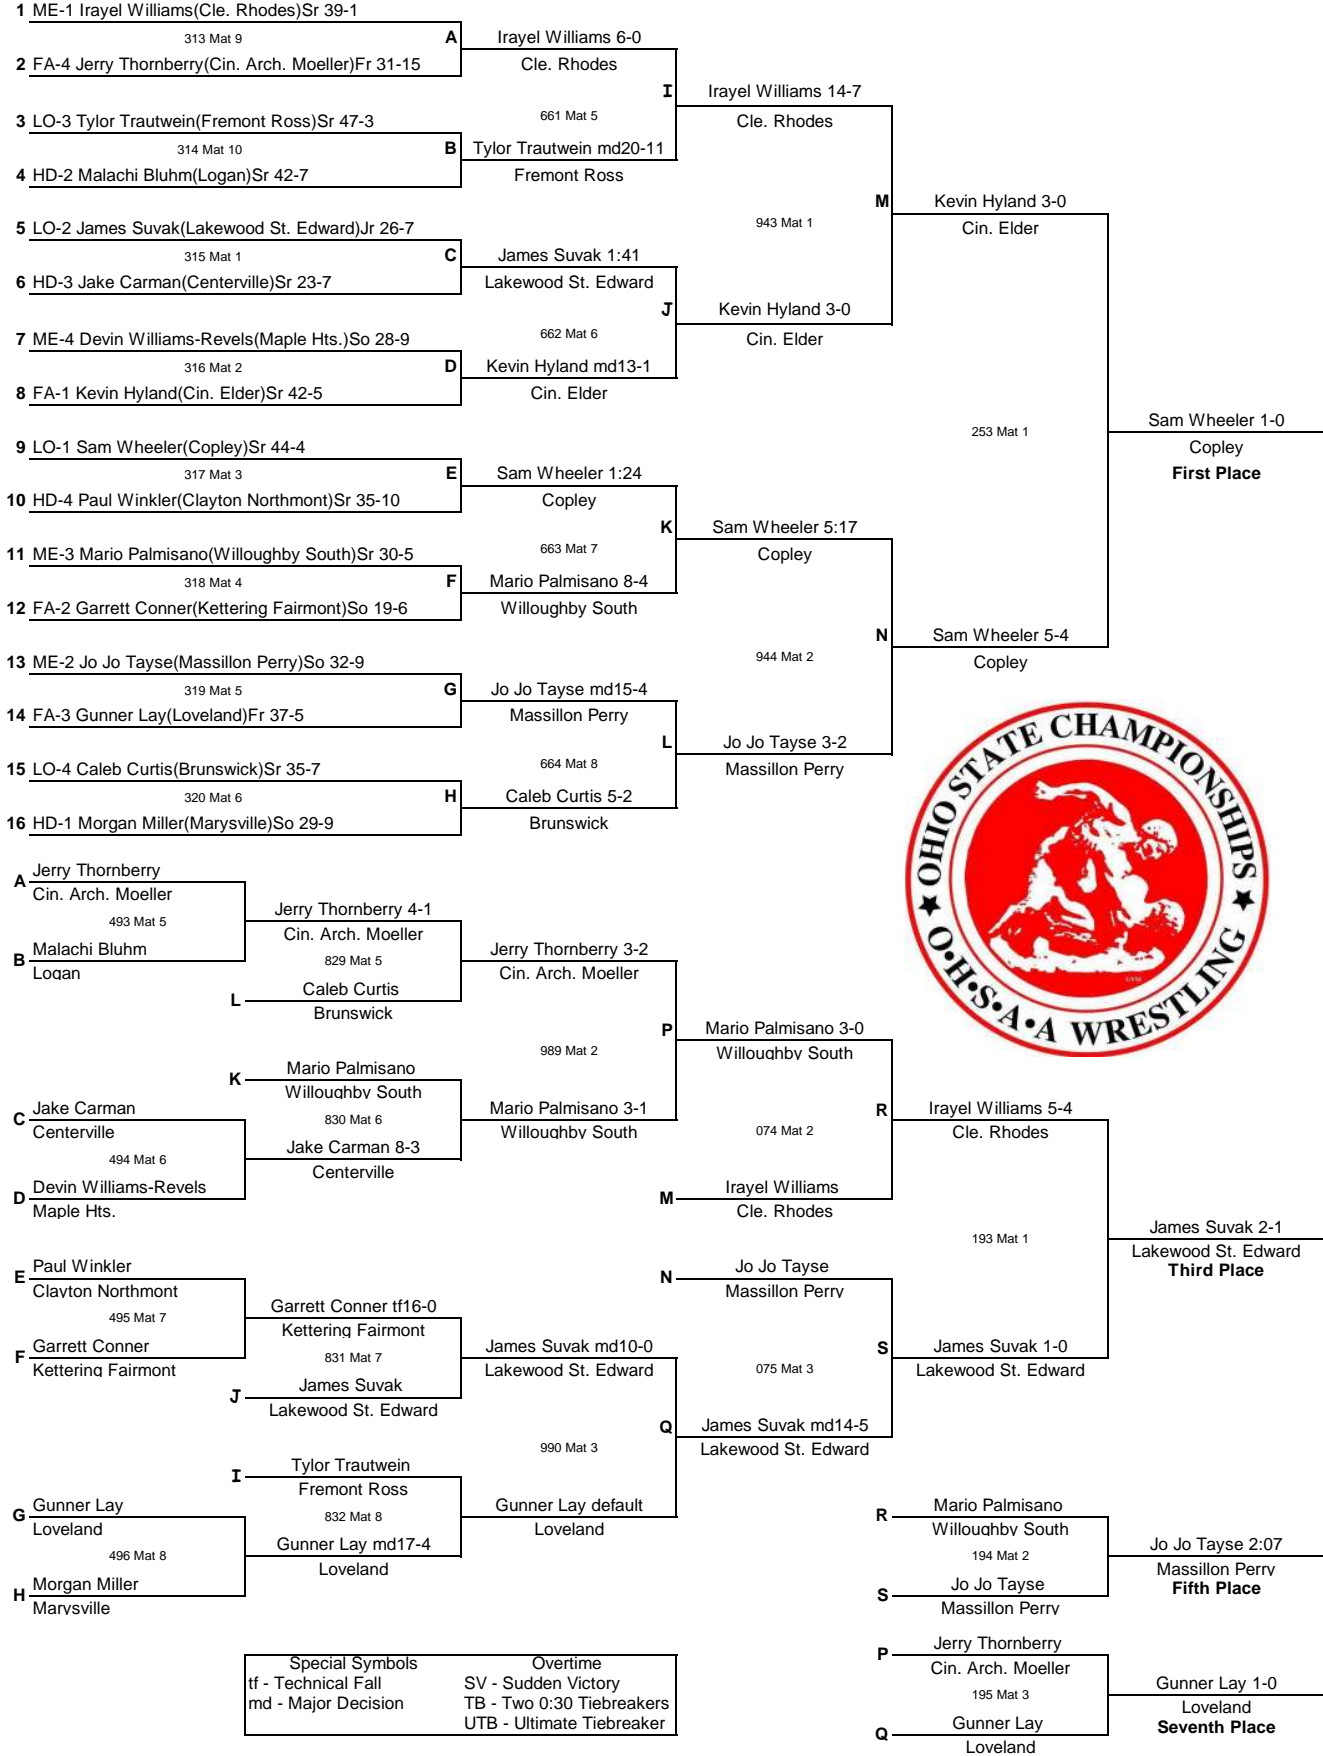 1 ME-1 Irayel Williams(Cle. Rhodes)Sr 39-1
313 Mat 9
A
2 FA-4 Jerry Thornberry(Cin. Arch. Moeller)Fr 31-15
Irayel Williams 6-0
Cle. Rhodes
3 LO-3 Tylor Trautwein(Fremont Ross)Sr 47-3
314 Mat 10
B
4 HD-2 Malachi Bluhm(Logan)Sr 42-7
Tylor Trautwein md20-11
Fremont Ross
I
661 Mat 5
Irayel Williams 14-7
Cle. Rhodes
5 LO-2 James Suvak(Lakewood St. Edward)Jr 26-7
315 Mat 1
C
6 HD-3 Jake Carman(Centerville)Sr 23-7
James Suvak 1:41
Lakewood St. Edward
7 ME-4 Devin Williams-Revels(Maple Hts.)So 28-9
316 Mat 2
D
8 FA-1 Kevin Hyland(Cin. Elder)Sr 42-5
Kevin Hyland md13-1
Cin. Elder
J
662 Mat 6
Kevin Hyland 3-0
Cin. Elder
M
943 Mat 1
Kevin Hyland 3-0
Cin. Elder
9 LO-1 Sam Wheeler(Copley)Sr 44-4
317 Mat 3
E
10 HD-4 Paul Winkler(Clayton Northmont)Sr 35-10
Sam Wheeler 1:24
Copley
11 ME-3 Mario Palmisano(Willoughby South)Sr 30-5
318 Mat 4
F
12 FA-2 Garrett Conner(Kettering Fairmont)So 19-6
Mario Palmisano 8-4
Willoughby South
K
663 Mat 7
Sam Wheeler 5:17
Copley
13 ME-2 Jo Jo Tayse(Massillon Perry)So 32-9
319 Mat 5
G
14 FA-3 Gunner Lay(Loveland)Fr 37-5
Jo Jo Tayse md15-4
Massillon Perry
15 LO-4 Caleb Curtis(Brunswick)Sr 35-7
320 Mat 6
H
16 HD-1 Morgan Miller(Marysville)So 29-9
Caleb Curtis 5-2
Brunswick
L
664 Mat 8
Jo Jo Tayse 3-2
Massillon Perry
N
944 Mat 2
Sam Wheeler 5-4
Copley
253 Mat 1
Sam Wheeler 1-0
Copley
First Place
OHIO STATE CHAMPIONSHIPS
O•H•S•A•A WRESTLING
A Jerry Thornberry
Cin. Arch. Moeller
493 Mat 5
B Malachi Bluhm
Logan
Jerry Thornberry 4-1
Cin. Arch. Moeller
829 Mat 5
L Caleb Curtis
Brunswick
Jerry Thornberry 3-2
Cin. Arch. Moeller
K Mario Palmisano
Willoughby South
830 Mat 6
C Jake Carman
Centerville
494 Mat 6
D Devin Williams-Revels
Maple Hts.
Jake Carman 8-3
Centerville
Mario Palmisano 3-1
Willoughby South
P
989 Mat 2
Mario Palmisano 3-0
Willoughby South
R
074 Mat 2
M Irayel Williams
Cle. Rhodes
Irayel Williams 5-4
Cle. Rhodes
E Paul Winkler
Clayton Northmont
495 Mat 7
F Garrett Conner
Kettering Fairmont
Garrett Conner tf16-0
Kettering Fairmont
831 Mat 7
J James Suvak
Lakewood St. Edward
James Suvak md10-0
Lakewood St. Edward
I Tylor Trautwein
Fremont Ross
832 Mat 8
G Gunner Lay
Loveland
496 Mat 8
H Morgan Miller
Marysville
Gunner Lay md17-4
Loveland
Gunner Lay default
Loveland
Q
990 Mat 3
James Suvak md14-5
Lakewood St. Edward
N Jo Jo Tayse
Massillon Perry
S
075 Mat 3
James Suvak 1-0
Lakewood St. Edward
193 Mat 1
James Suvak 2-1
Lakewood St. Edward
Third Place
R Mario Palmisano
Willoughby South
194 Mat 2
S Jo Jo Tayse
Massillon Perry
Jo Jo Tayse 2:07
Massillon Perry
Fifth Place
P Jerry Thornberry
Cin. Arch. Moeller
195 Mat 3
Q Gunner Lay
Loveland
Gunner Lay 1-0
Loveland
Seventh Place
Special Symbols
tf - Technical Fall
md - Major Decision
Overtime
SV - Sudden Victory
TB - Two 0:30 Tiebreakers
UTB - Ultimate Tiebreaker